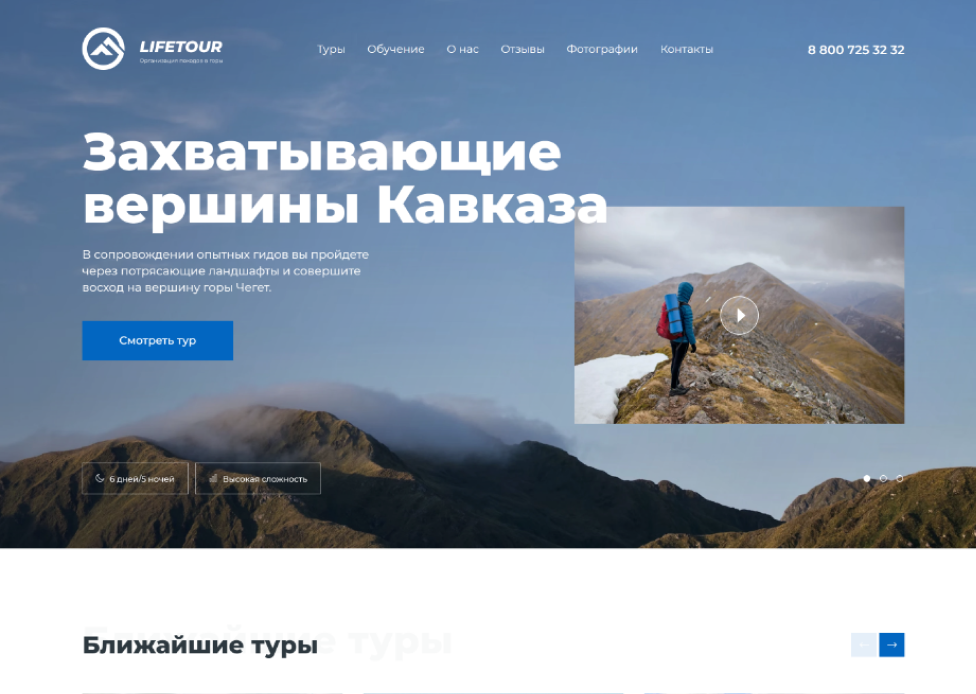 LIFETOUR
Организация походов в горы
Туры
Обучение
О нас
Отзывы
Фотографии
Контакты
8 800 725 32 32
Захватывающие
вершины Кавказа
В сопровождении опытных гидов вы пройдете
через потрясающие ландшафты и совершите
восход на вершину горы Чегет.
Смотреть тур
6 дней/5 ночей
Высокая сложность
Ближайшие туры
Ближайшие туры